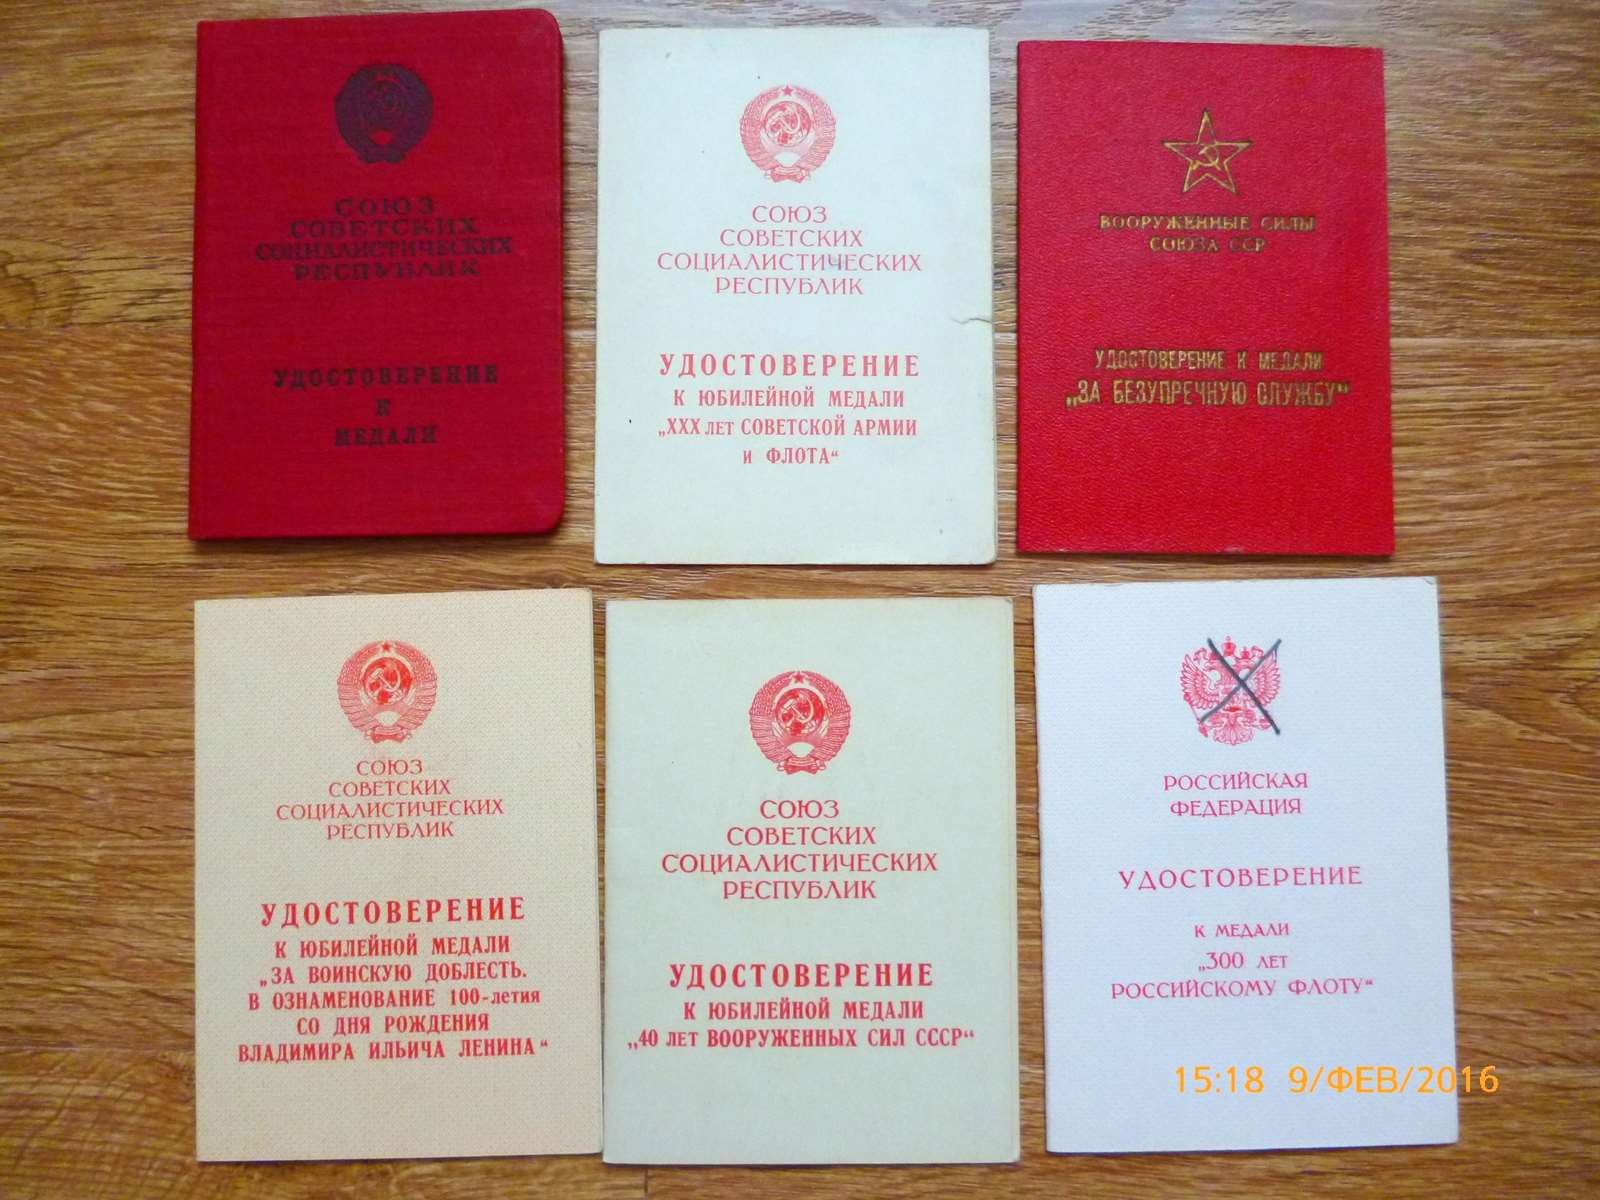 СОЮЗ
СОВЕТСКИХ
СОЦИАЛИСТИЧЕСКИХ
РЕСПУБЛИК
УДОСТОВЕРЕНИЕ
К
МЕДАЛИ
СОЮЗ
СОВЕТСКИХ
СОЦИАЛИСТИЧЕСКИХ
РЕСПУБЛИК
УДОСТОВЕРЕНИЕ
К ЮБИЛЕЙНОЙ МЕДАЛИ
„XXX лет СОВЕТСКОЙ АРМИИ
и ФЛОТА“
ВООРУЖЕННЫЕ СИЛЫ
СОЮЗА ССР
УДОСТОВЕРЕНИЕ К МЕДАЛИ
„ЗА БЕЗУПРЕЧНУЮ СЛУЖБУ“
СОЮЗ
СОВЕТСКИХ
СОЦИАЛИСТИЧЕСКИХ
РЕСПУБЛИК
УДОСТОВЕРЕНИЕ
К ЮБИЛЕЙНОЙ МЕДАЛИ
„ЗА ВОИНСКУЮ ДОБЛЕСТЬ.
В ОЗНАМЕНОВАНИЕ 100-летия
СО ДНЯ РОЖДЕНИЯ
ВЛАДИМИРА ИЛЬИЧА ЛЕНИНА“
СОЮЗ
СОВЕТСКИХ
СОЦИАЛИСТИЧЕСКИХ
РЕСПУБЛИК
УДОСТОВЕРЕНИЕ
К ЮБИЛЕЙНОЙ МЕДАЛИ
„40 лет ВООРУЖЕННЫХ СИЛ СССР“
РОССИЙСКАЯ
ФЕДЕРАЦИЯ
УДОСТОВЕРЕНИЕ
К МЕДАЛИ
„300 ЛЕТ
РОССИЙСКОМУ ФЛОТУ“
15:18 9/ФЕВ/2016